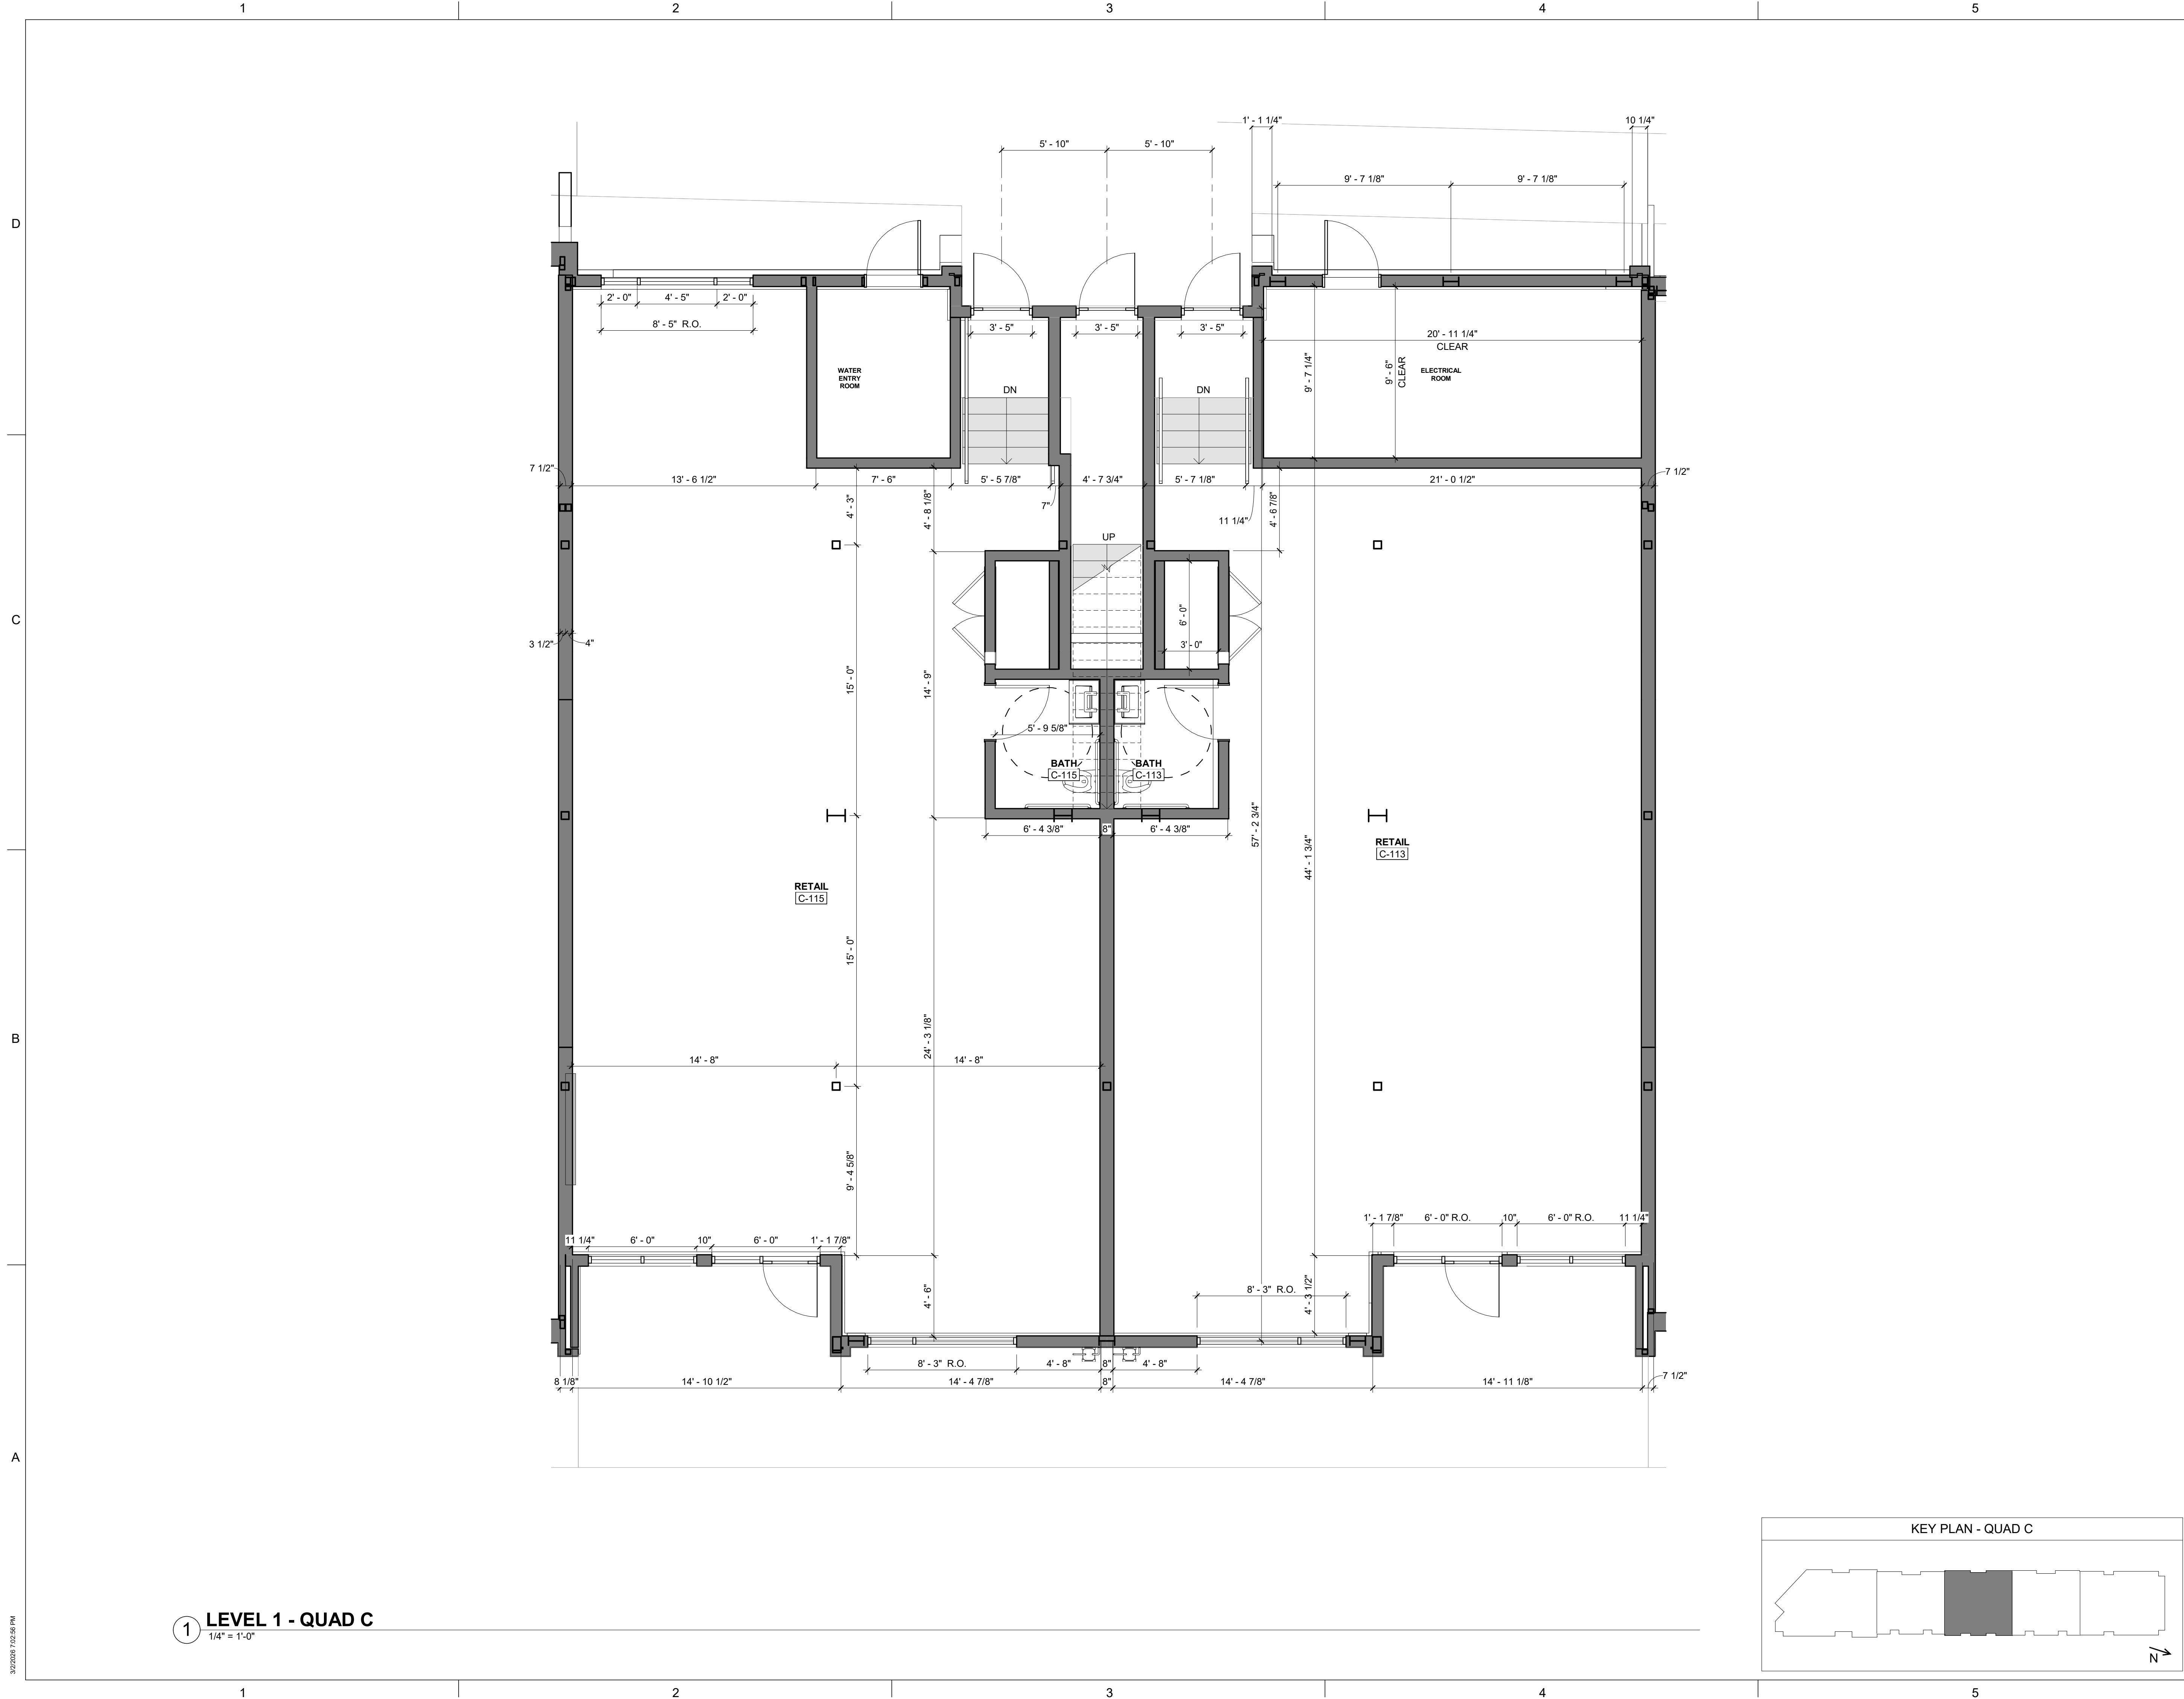 1 2 3 4 5
D
C
B
A
1' - 1 1/4" 10 1/4"
5' - 10" 5' - 10"
9' - 7 1/8" 9' - 7 1/8"
2' - 0" 4' - 5" 2' - 0"
8' - 5" R.O.
3' - 5" 3' - 5" 3' - 5"
20' - 11 1/4"
CLEAR
9' - 7 1/4"
9' - 6"
CLEAR
WATER
ENTRY
ROOM
ELECTRICAL
ROOM
DN DN
7 1/2" 7 1/2"
13' - 6 1/2" 7' - 6" 5' - 5 7/8" 4' - 7 3/4" 5' - 7 1/8" 21' - 0 1/2"
7"
11 1/4"
4' - 3"
4' - 8 1/8"
4' - 6 7/8"
UP
6' - 0"
3' - 0"
3 1/2" 4"
15' - 0"
14' - 9"
5' - 9 5/8"
BATH
C-115
BATH
C-113
6' - 4 3/8" 8" 6' - 4 3/8"
57' - 2 3/4"
44' - 1 3/4"
RETAIL
C-113
RETAIL
C-115
15' - 0"
24' - 3 1/8"
14' - 8" 14' - 8"
9' - 4 5/8"
11 1/4" 6' - 0" 10" 6' - 0" 1' - 1 7/8"
1' - 1 7/8" 6' - 0" R.O. 10" 6' - 0" R.O. 11 1/4"
4' - 6"
4' - 3 1/2"
8' - 3" R.O.
8' - 3" R.O. 4' - 8" 8" 4' - 8"
8 1/8" 14' - 10 1/2" 14' - 4 7/8" 8" 14' - 4 7/8" 14' - 11 1/8" 7 1/2"
KEY PLAN - QUAD C
N
1 LEVEL 1 - QUAD C
1/4" = 1'-0"
3/2/2026 7:02:56 PM
1 2 3 4 5